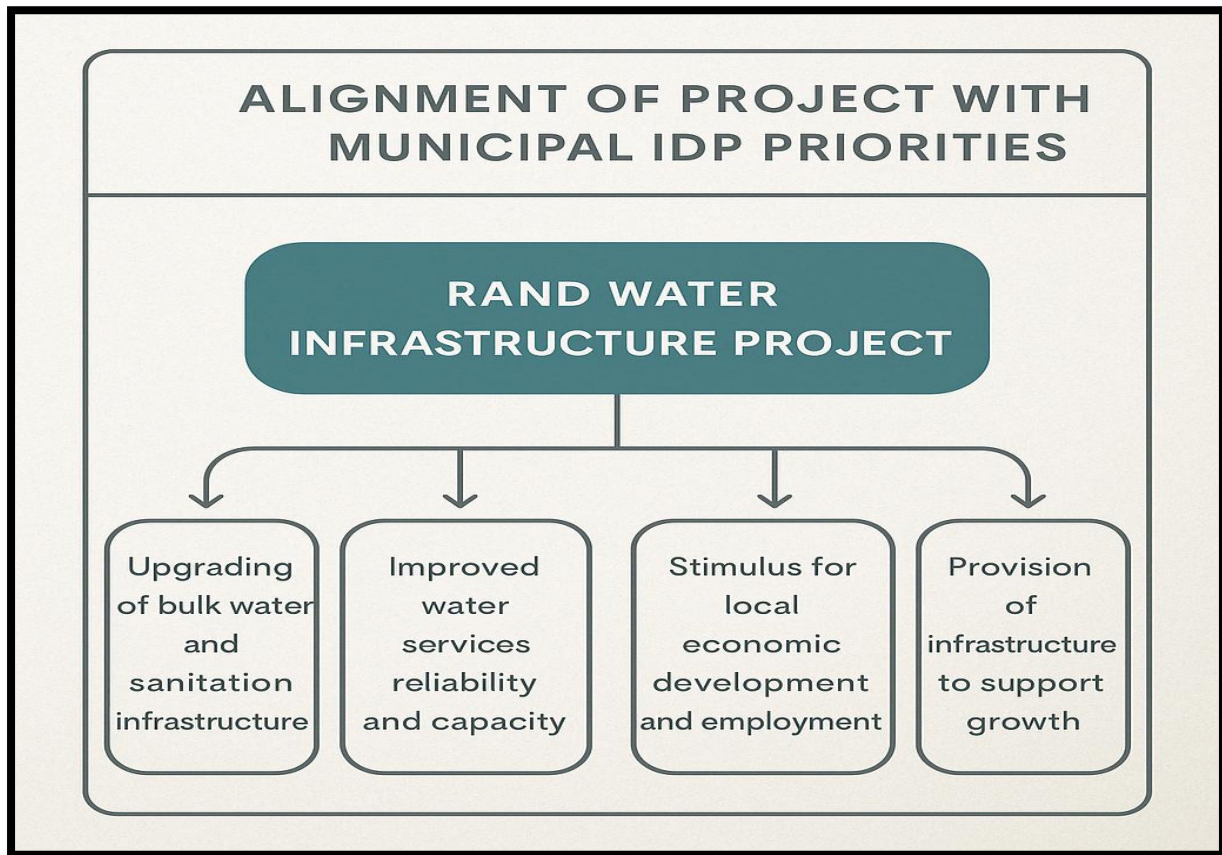 ALIGNMENT OF PROJECT WITH
MUNICIPAL IDP PRIORITIES
RAND WATER
INFRASTRUCTURE PROJECT
Upgrading
of bulk water
and
sanitation
infrastructure
Improved
water
services
reliability
and capacity
Stimulus for
local
economic
development
and employment
Provision
of
infrastructure
to support
growth